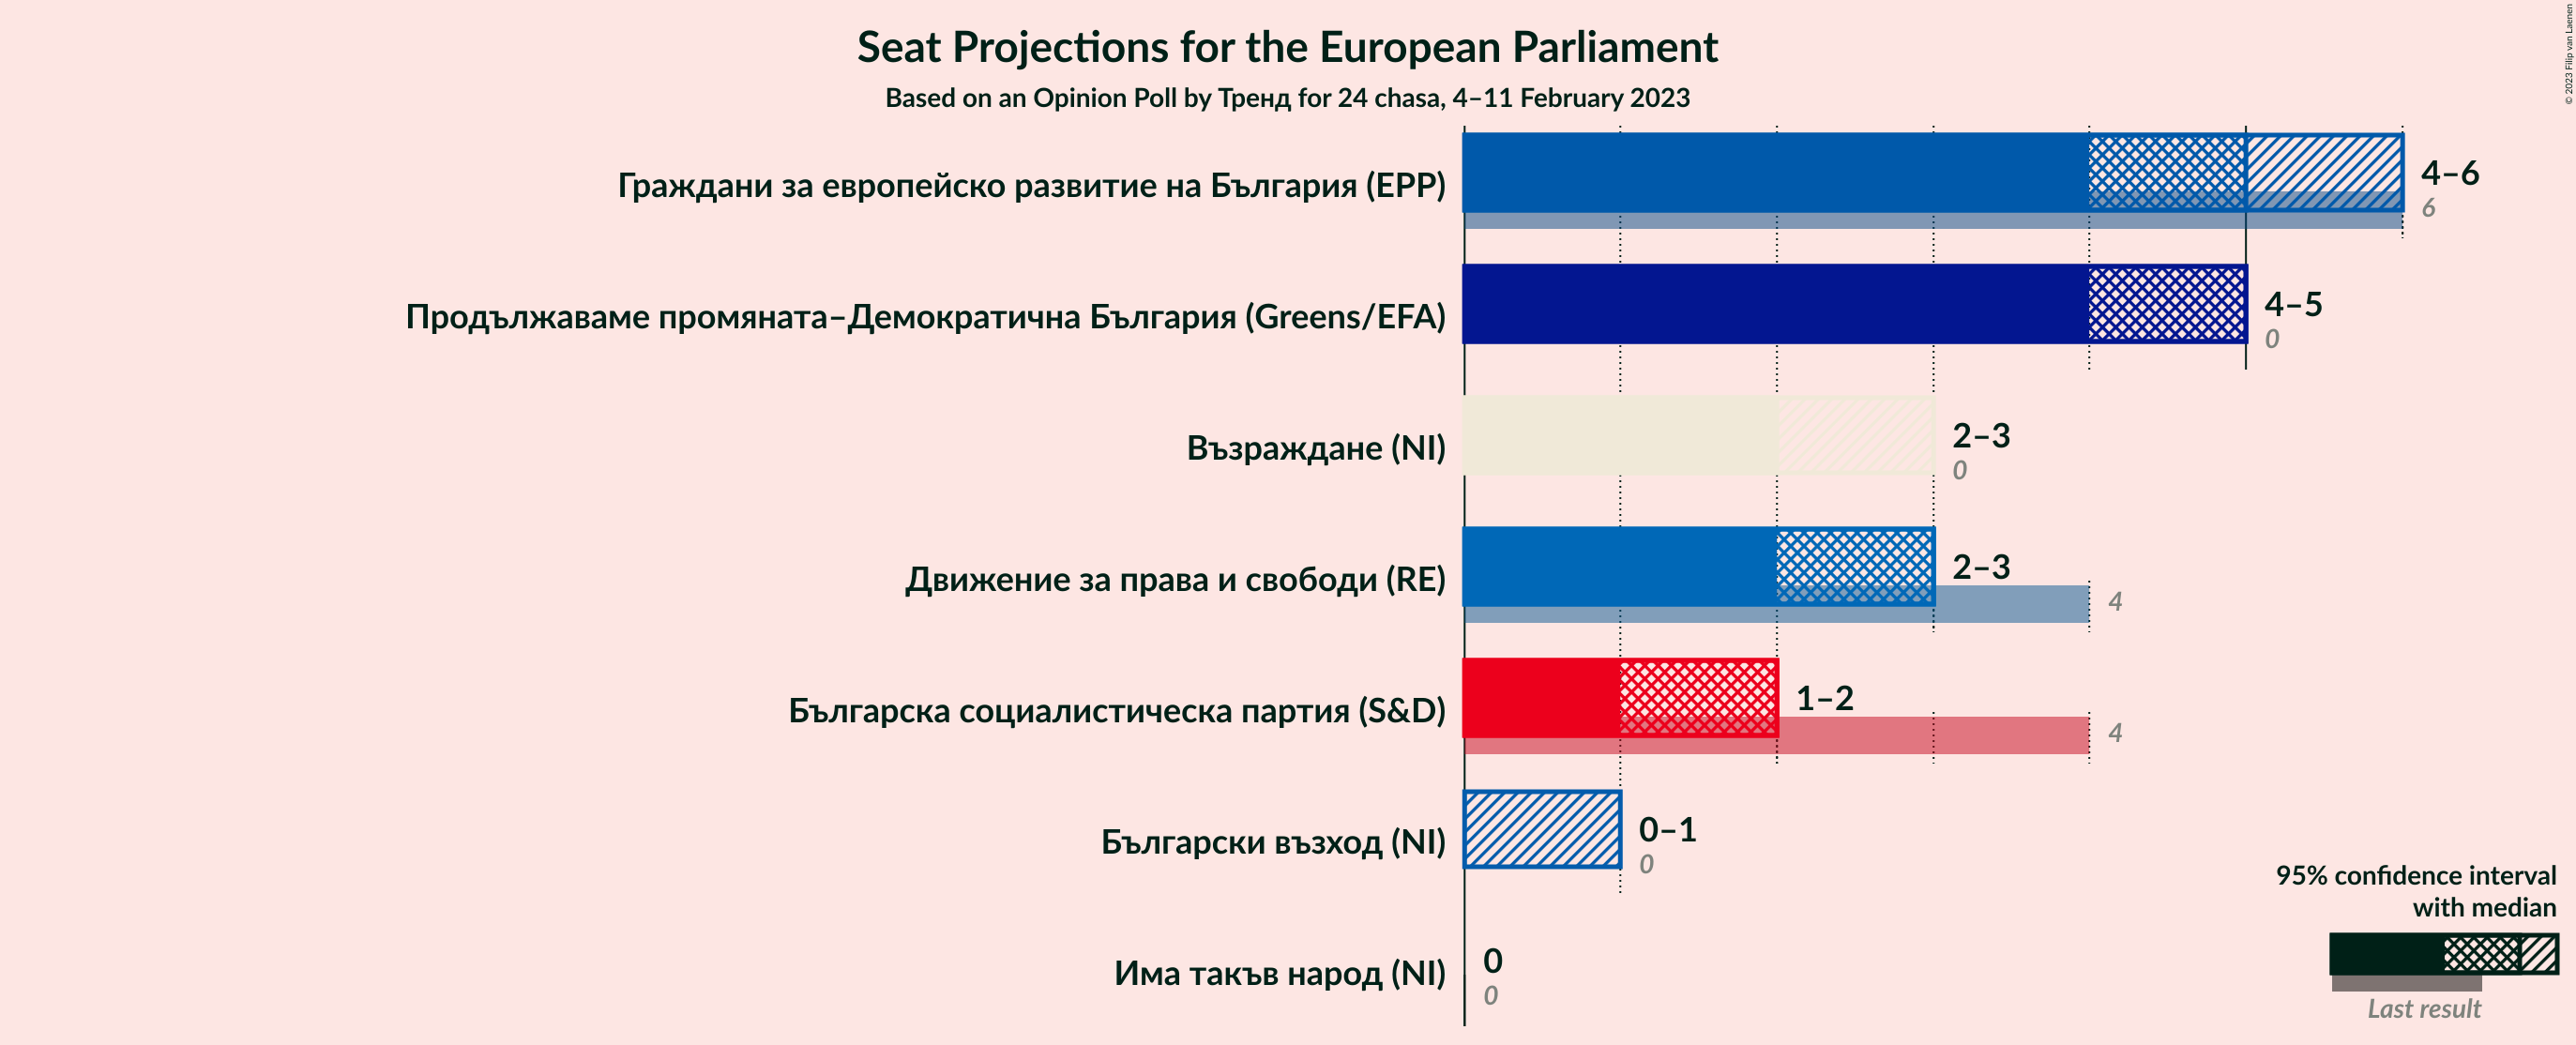 Seat Projections for the European Parliament
Based on an Opinion Poll by Тренд for 24 chasa, 4–11 February 2023
© 2023 Filip van Laenen
Граждани за европейско развитие на България (EPP)
4–6
6
Продължаваме промяната–Демократична България (Greens/EFA)
4–5
0
Възраждане (NI)
2–3
0
Движение за права и свободи (RE)
2–3
4
Българска социалистическа партия (S&D)
1–2
4
Български възход (NI)
0–1
0
Има такъв народ (NI)
0
0
95% confidence interval
with median
Last result